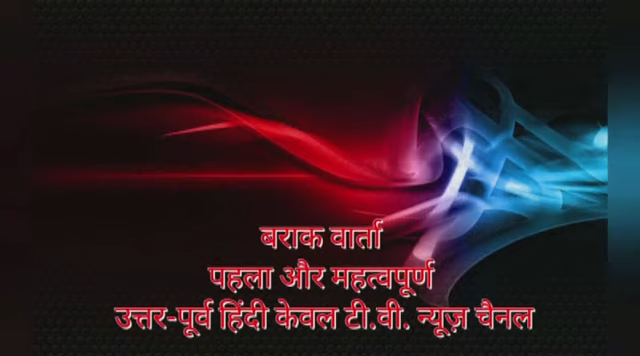 बराक वार्ता
पहला और महत्वपूर्ण
उत्तर-पूर्व हिंदी केवल टी.वी. न्यूज़ चैनल